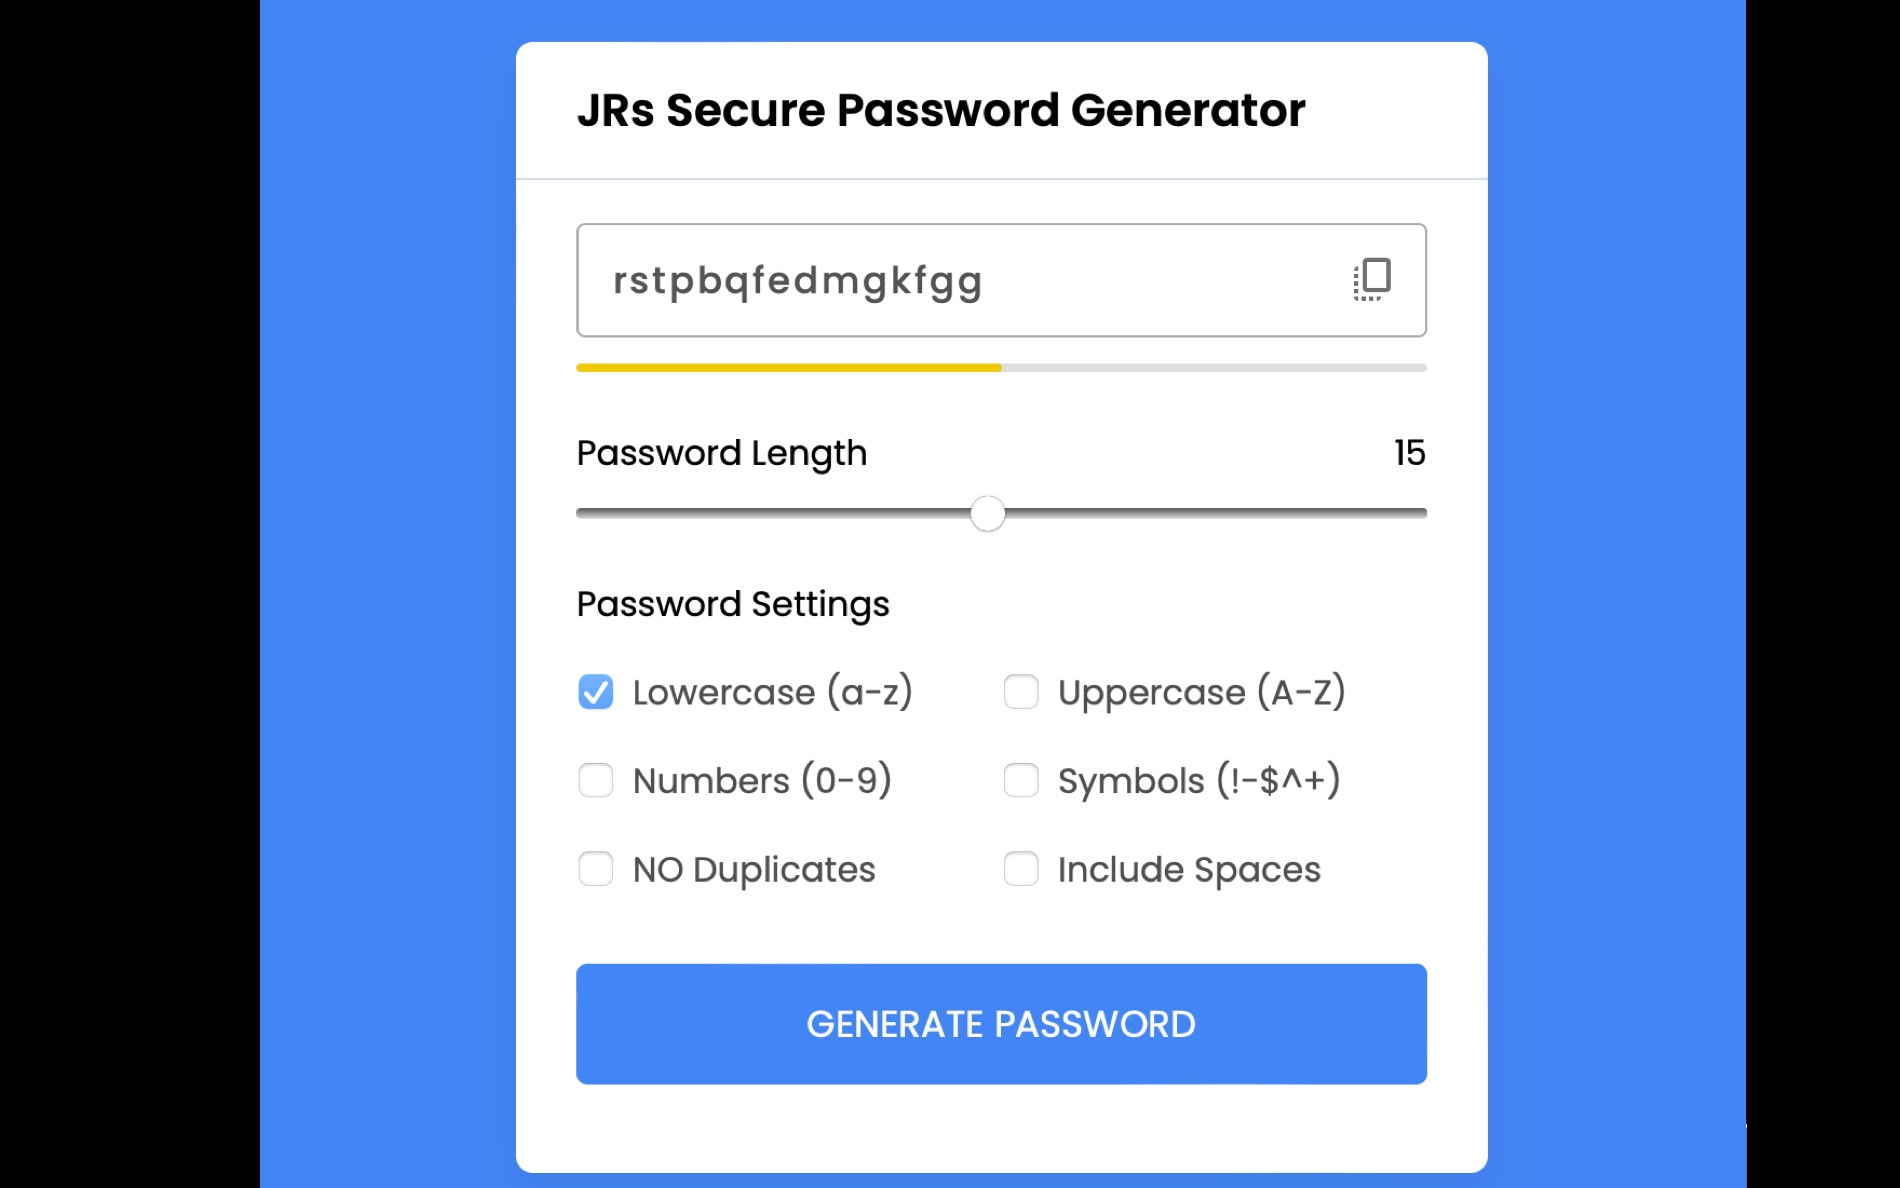 JRs Secure Password Generator
rstpbqfedmgkfgg
Password Length 15
Password Settings
Lowercase (a-z) Uppercase (A-Z)
Numbers (0-9) Symbols (!-$^+)
NO Duplicates Include Spaces
GENERATE PASSWORD